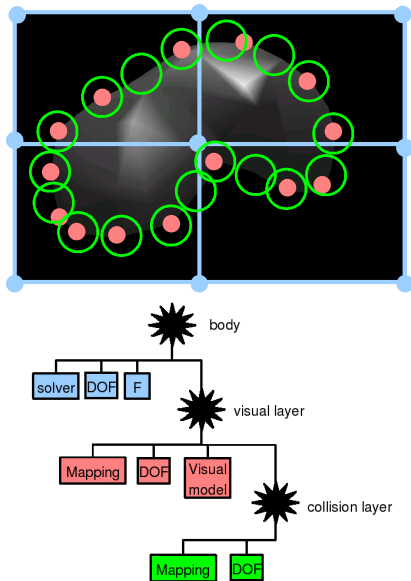 body
solver DOF F
visual layer
Mapping DOF Visual
model
collision layer
Mapping DOF